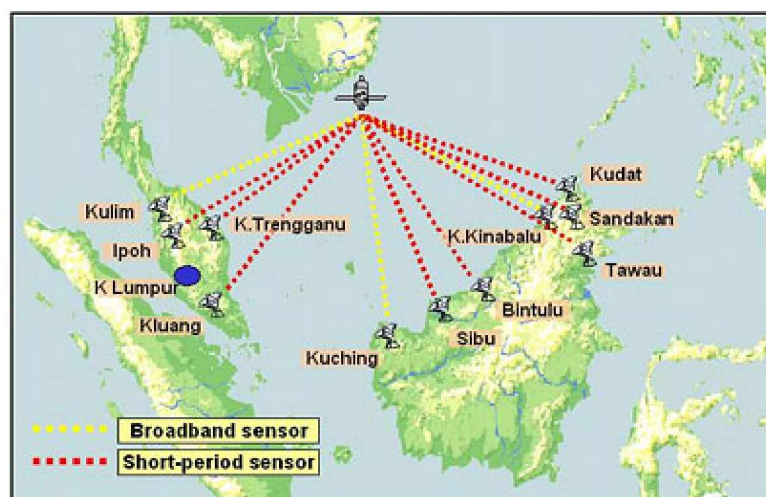 Kudat
Kulim
Sandakan
K.Trengganu
K.Kinabalu
Ipoh
Tawau
K Lumpur
Bintulu
Kluang
Sibu
Kuching
Broadband sensor
Short-period sensor